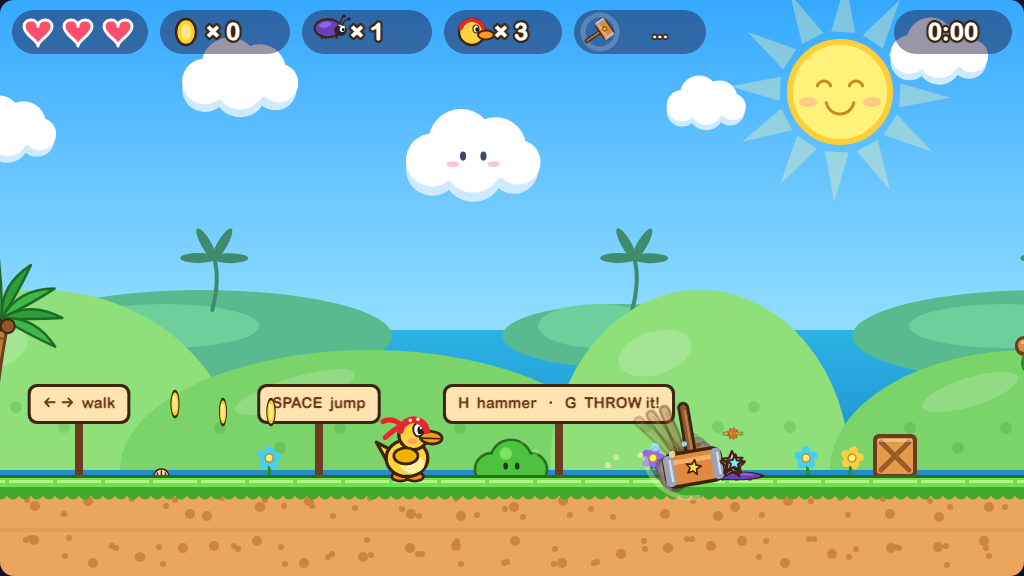 × 0
× 1
× 3
...
0:00
←→ walk
SPACE jump
H hammer · G THROW it!